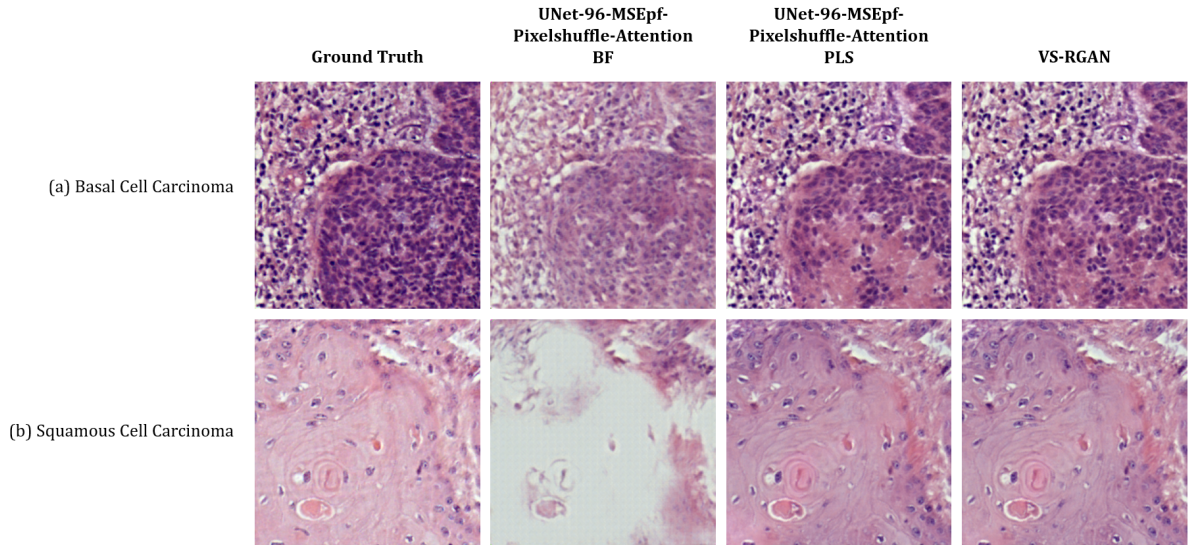 Ground Truth
UNet-96-MSEpf-
Pixelshuffle-Attention
BF
UNet-96-MSEpf-
Pixelshuffle-Attention
PLS
VS-RGAN
(a) Basal Cell Carcinoma
(b) Squamous Cell Carcinoma